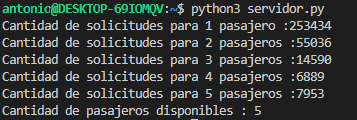 antonic@DESKTOP-69IOMQV:~$ python3 servidor.py
Cantidad de solicitudes para 1 pasajero :253434
Cantidad de solicitudes para 2 pasajeros :55036
Cantidad de solicitudes para 3 pasajeros :14590
Cantidad de solicitudes para 4 pasajeros :6889
Cantidad de solicitudes para 5 pasajeros :7953
Cantidad de pasajeros disponibles : 5